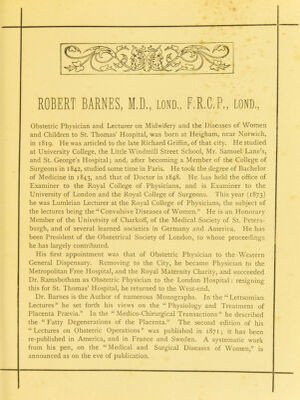 ROBERT BARNES, M.D., LOND., F.R.C.P., LOND.,
Obstetric Physician and Lecturer on Midwifery and the Diseases of Women
and Children to St. Thomas' Hospital, was born at Heigham, near Norwich,
in 1819. He was articled to the late Richard Griffin, of that city. He studied
at University College, the Little Windmill Street School, Mr. Samuel Lane's,
and St. George's Hospital; and, after becoming a Member of the College of
Surgeons in 1842, studied some time in Paris. He took the degree of Bachelor
of Medicine in 1843, and that of Doctor in 1848. He has held the office of
Examiner to the Royal College of Physicians, and is Examiner to the
University of London and the Royal College of Surgeons. This year (1873)
he was Lumleian Lecturer at the Royal College of Physicians, the subject of
the lectures being the "Convulsive Diseases of Women." He is an Honorary
Member of the University of Charkoff, of the Medical Society of St. Peters-
burgh, and of several learned societies in Germany and America. He has
been President of the Obstetrical Society of London, to whose proceedings
he has largely contributed.
His first appointment was that of Obstetric Physician to the Western
General Dispensary. Removing to the City, he became Physician to the
Metropolitan Free Hospital, and the Royal Maternity Charity, and succeeded
Dr. Ramsbotham as Obstetric Physician to the London Hospital: resigning
this for St. Thomas' Hospital, he returned to the West-end.
Dr. Barnes is the Author of numerous Monographs. In the "Lettsomian
Lectures" he set forth his views on the "Physiology and Treatment of
Placenta Prævia." In the "Medico-Chirurgical Transactions" he described
the "Fatty Degenerations of the Placenta." The second edition of his
"Lectures on Obstetric Operations" was published in 1871; it has been
re-published in America, and in France and Sweden. A systematic work
from his pen, on the "Medical and Surgical Diseases of Women," is
announced as on the eve of publication.